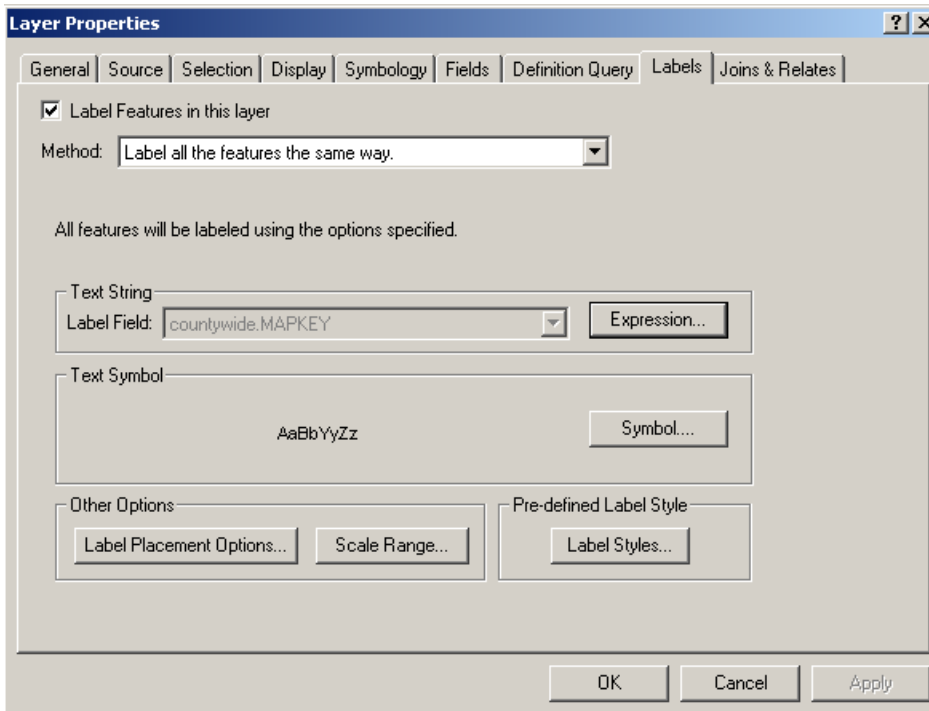 Layer Properties
General Source Selection Display Symbology Fields Definition Query Labels Joins & Relates
Label Features in this layer
Method: Label all the features the same way.
All features will be labeled using the options specified.
Text String
Label Field: countywide.MAPKEY Expression...
Text Symbol
AaBbYyZz Symbol....
Other Options Pre-defined Label Style
Label Placement Options... Scale Range... Label Styles...
OK Cancel Apply